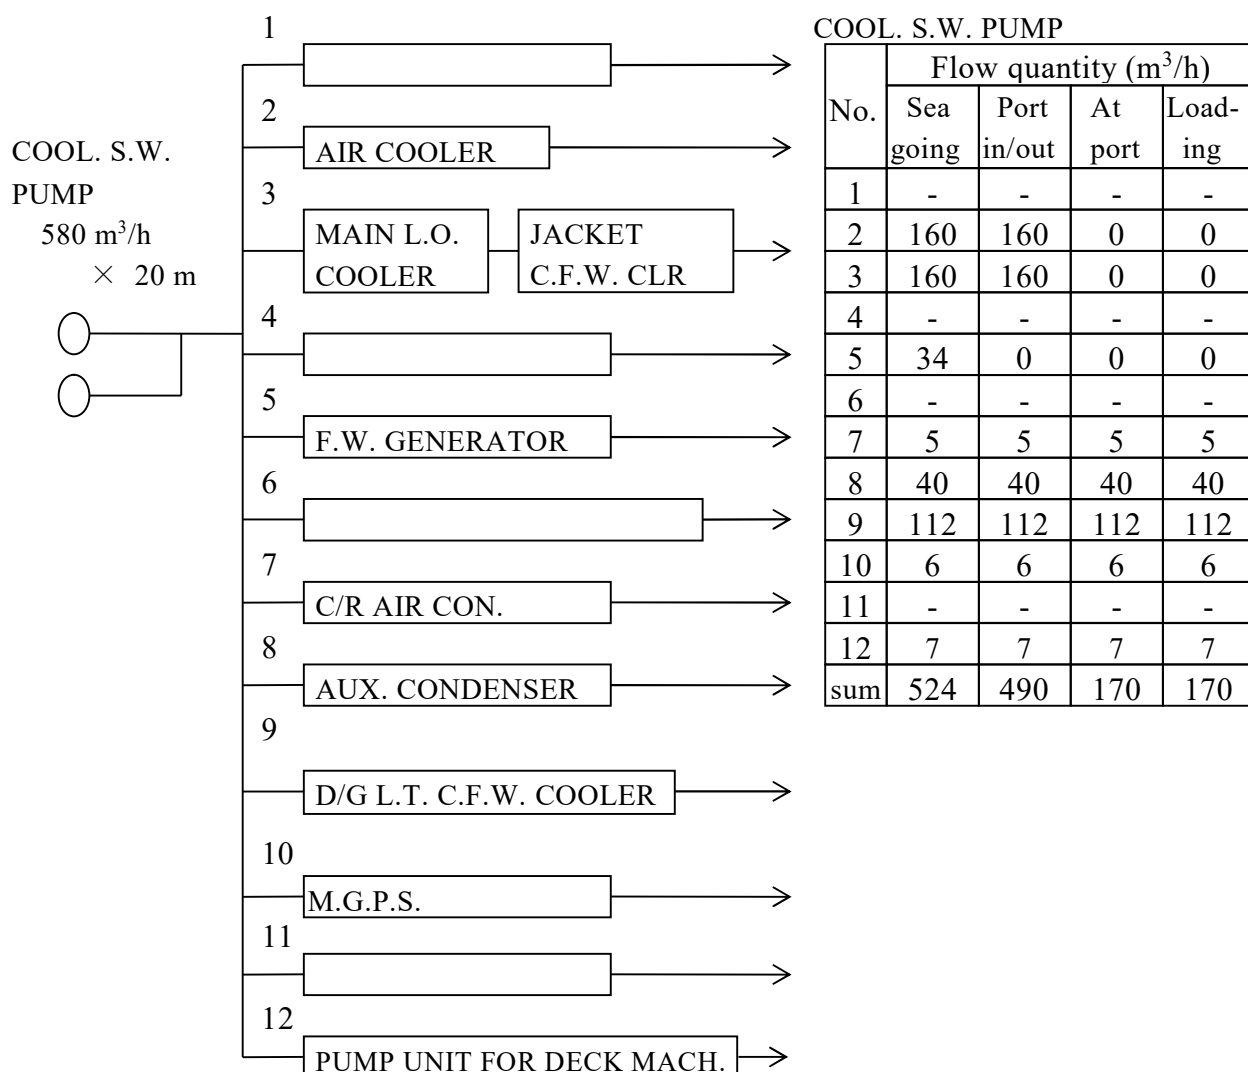 COOL. S.W.
PUMP
580 m³/h
× 20 m
1
2
AIR COOLER
3
MAIN L.O.
COOLER
JACKET
C.F.W. CLR
4
5
F.W. GENERATOR
6
7
C/R AIR CON.
8
AUX. CONDENSER
9
D/G L.T. C.F.W. COOLER
10
M.G.P.S.
11
12
PUMP UNIT FOR DECK MACH.
COOL. S.W. PUMP
No. Flow quantity (m³/h)
Sea going Port in/out At port Load-ing
1 - - - -
2 160 160 0 0
3 160 160 0 0
4 - - - -
5 34 0 0 0
6 - - - -
7 5 5 5 5
8 40 40 40 40
9 112 112 112 112
10 6 6 6 6
11 - - - -
12 7 7 7 7
sum 524 490 170 170